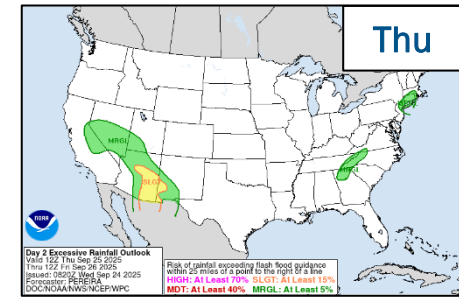 Thu
MRGL
MRGL
SLGT
MRGL
NOAA
Day 2 Excessive Rainfall Outlook
Valid 12Z Thu Sep 25 2025
Thru 12Z Fri Sep 26 2025
Issued: 0820Z Wed Sep 24 2025
Forecaster: PEREIRA
DOC/NOAA/NWS/NCEP/WPC
Risk of rainfall exceeding flash flood guidance
within 25 miles of a point to the right of a line
HIGH: At Least 70% SLGT: At Least 15%
MDT: At Least 40% MRGL: At Least 5%